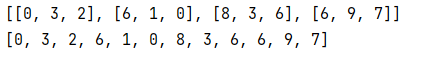 [[0, 3, 2], [6, 1, 0], [8, 3, 6], [6, 9, 7]]
[0, 3, 2, 6, 1, 0, 8, 3, 6, 6, 9, 7]